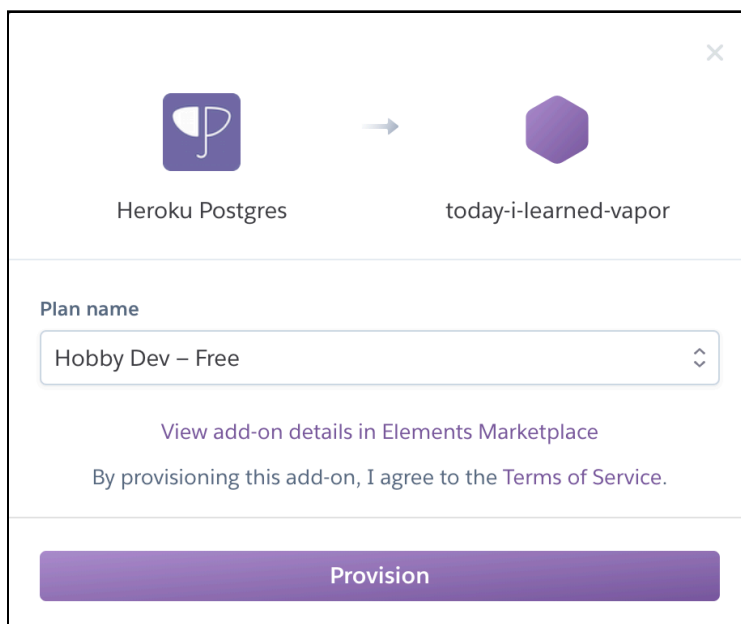 Heroku Postgres
today-i-learned-vapor
Plan name
Hobby Dev – Free
View add-on details in Elements Marketplace
By provisioning this add-on, I agree to the Terms of Service.
Provision